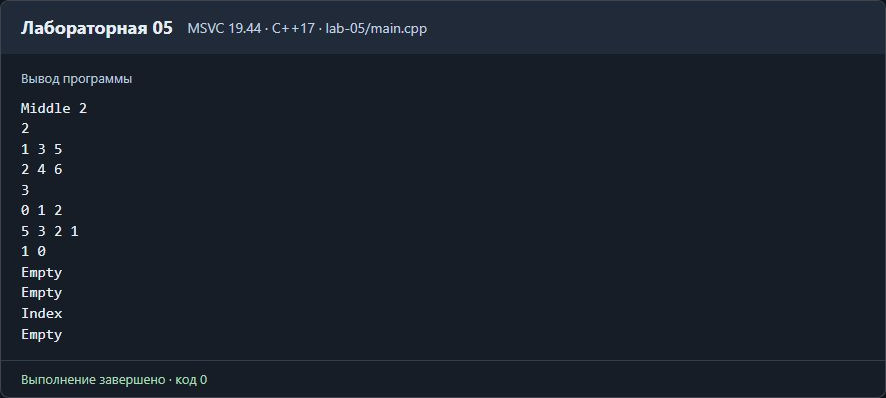 Лабораторная 05 MSVC 19.44 · C++17 · lab-05/main.cpp
Вывод программы
Middle 2
2
1 3 5
2 4 6
3
0 1 2
5 3 2 1
1 0
Empty
Empty
Index
Empty
Выполнение завершено · код 0